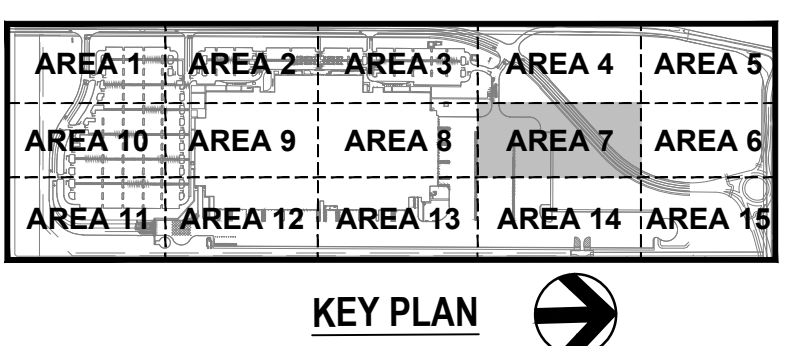 AREA 1 AREA 2 AREA 3 AREA 4 AREA 5
AREA 10 AREA 9 AREA 8 AREA 7 AREA 6
AREA 11 AREA 12 AREA 13 AREA 14 AREA 15
KEY PLAN